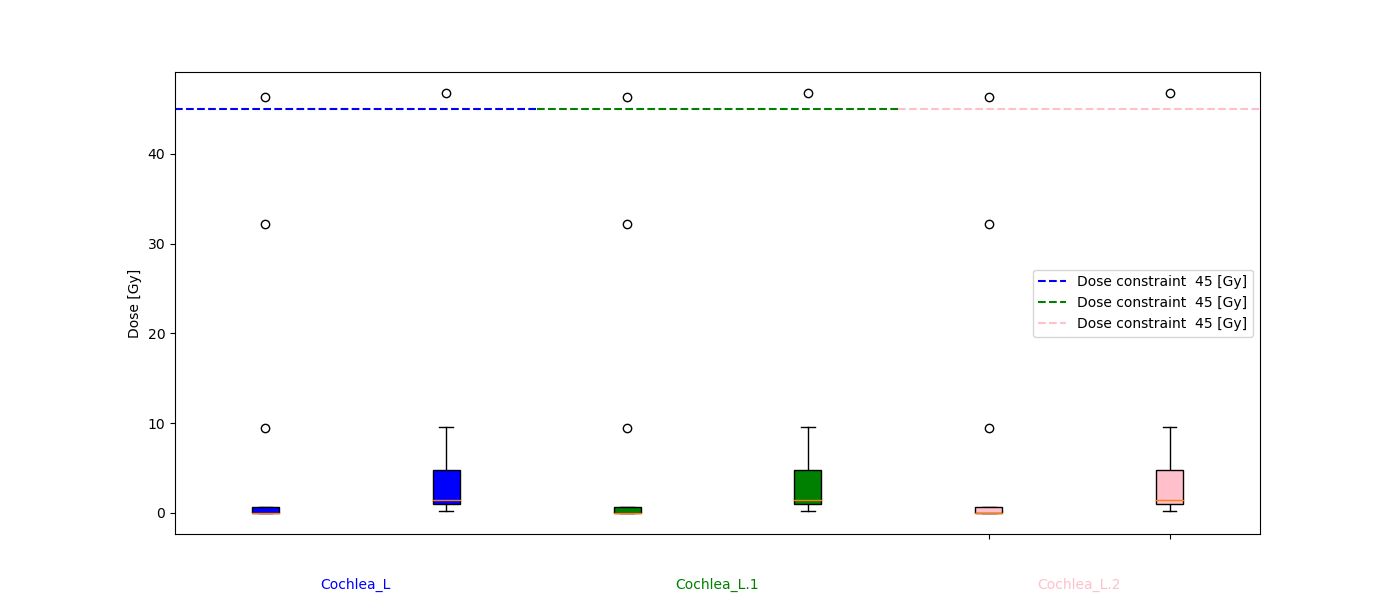 Dose [Gy]
40
30
20
10
0
Dose constraint  45 [Gy]
Dose constraint  45 [Gy]
Dose constraint  45 [Gy]
Cochlea_L
Cochlea_L.1
Cochlea_L.2